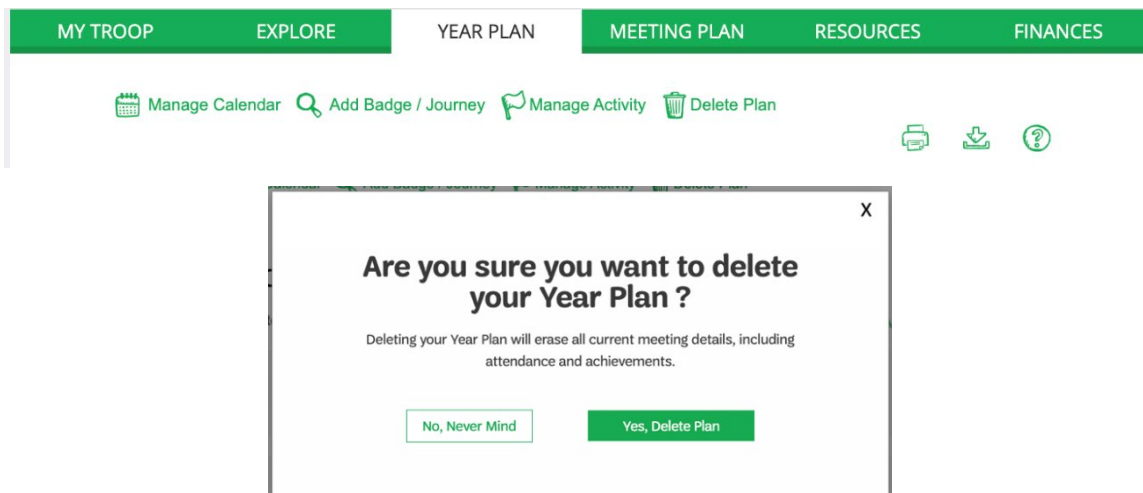 MY TROOP EXPLORE YEAR PLAN MEETING PLAN RESOURCES FINANCES
Manage Calendar Add Badge / Journey Manage Activity Delete Plan
X
Are you sure you want to delete
your Year Plan ?
Deleting your Year Plan will erase all current meeting details, including
attendance and achievements.
No, Never Mind Yes, Delete Plan